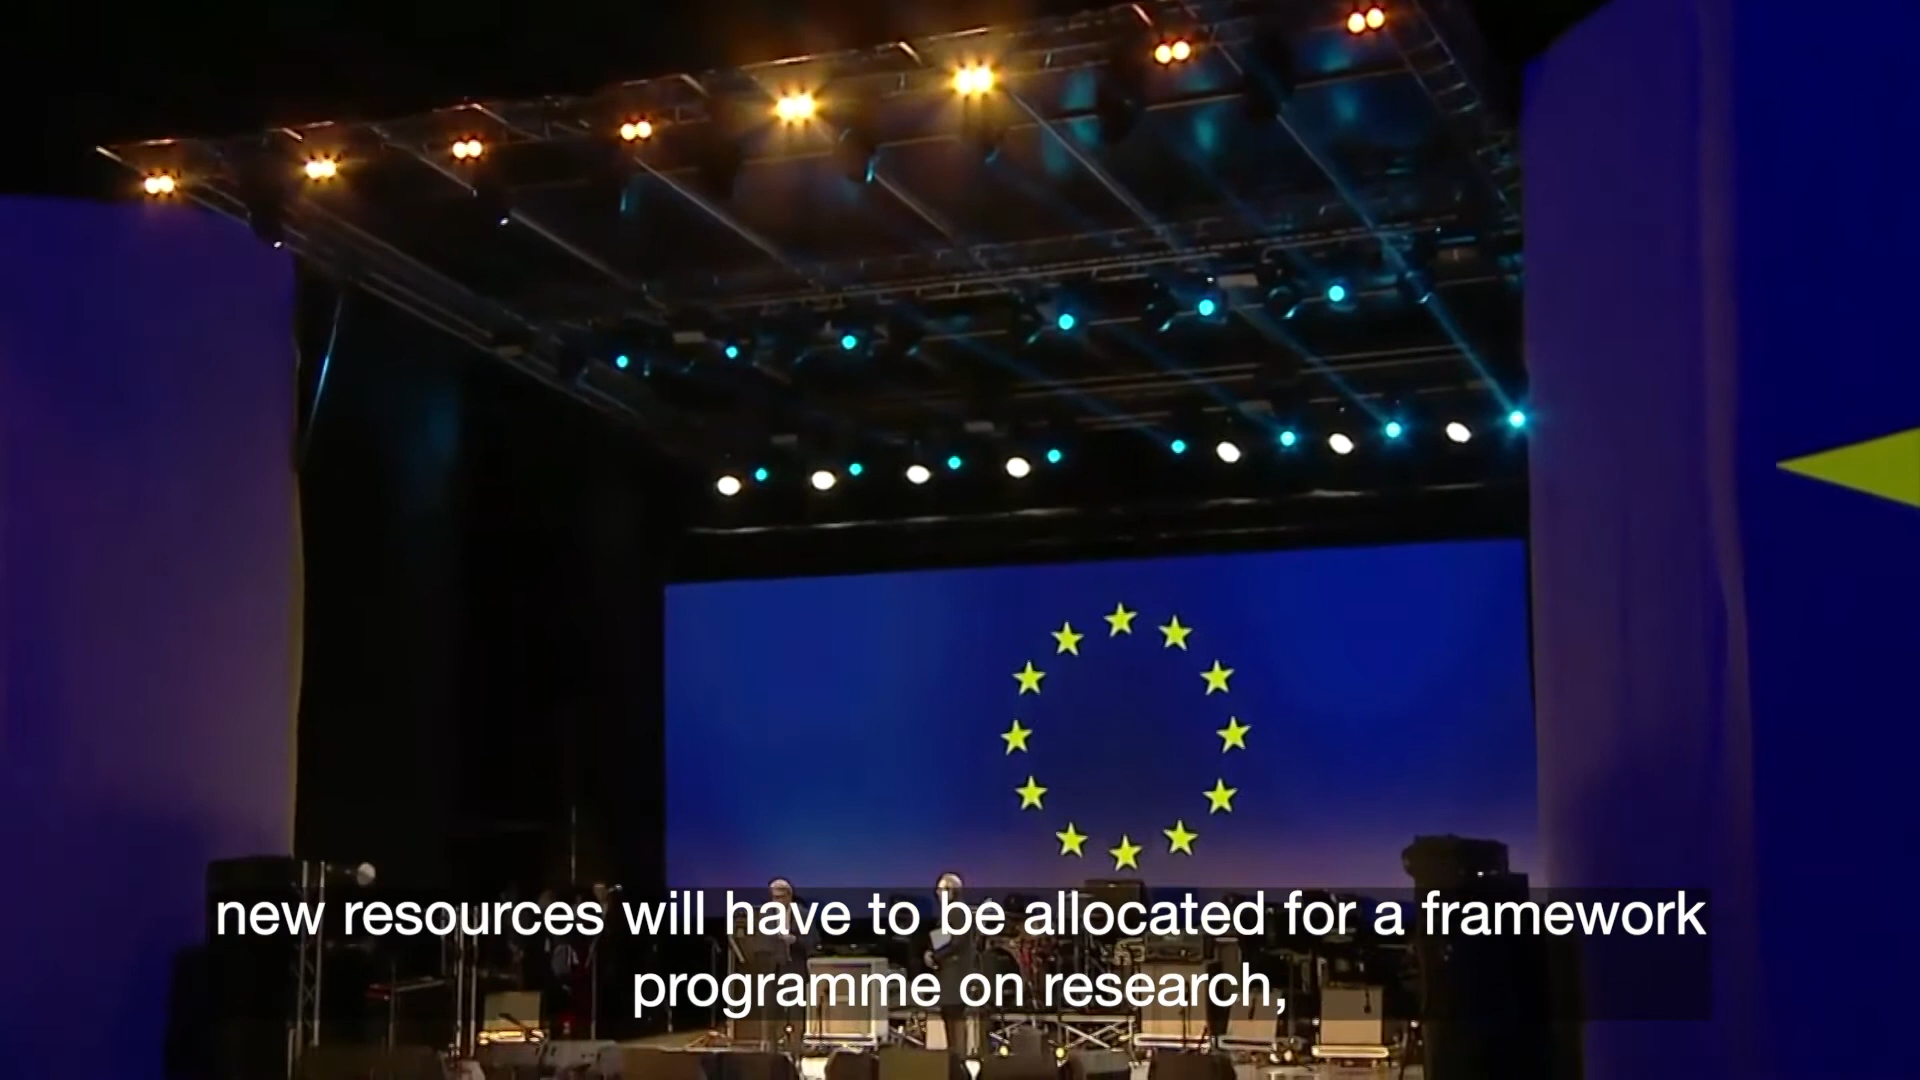 new resources will have to be allocated for a framework
programme on research,